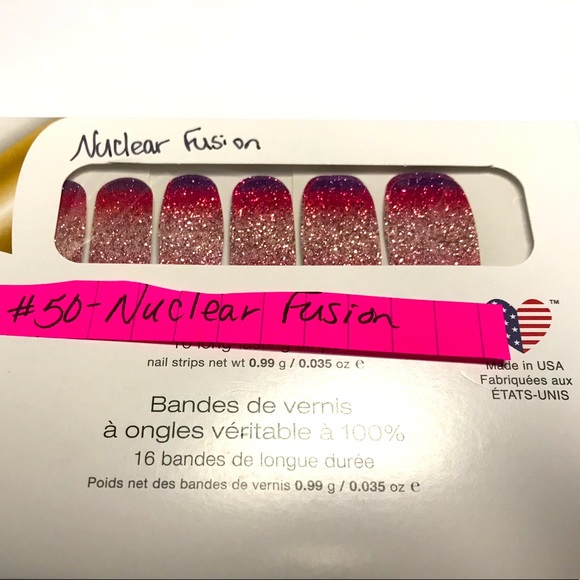 Nuclear Fusion
#50-Nuclear Fusion
nail strips net wt 0.99 g / 0.035 oz e
TM
Made in USA
Fabriquées aux
ÉTATS-UNIS
Bandes de vernis
à ongles véritable à 100%
16 bandes de longue durée
Poids net des bandes de vernis 0.99 g / 0.035 oz e